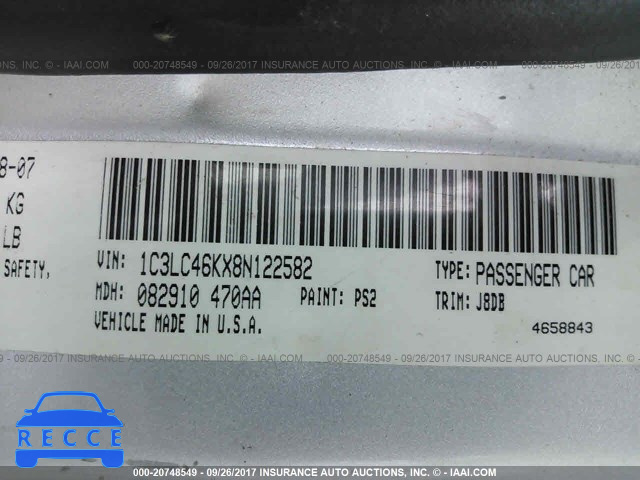 000-20748549 - 09/26/2017 INSURANCE AUTO AUCTIONS, INC. - © IAAI.COM
8-07
KG
LB
SAFETY,
VIN: 1C3LC46KX8N122582
TYPE: PASSENGER CAR
MDH: 082910 470AA
PAINT: PS2
TRIM: J8DB
VEHICLE MADE IN U.S.A.
4658843
000-20748549 - 09/26/2017 INSURANCE AUTO AUCTIONS, INC. - © IAAI.COM
RECCE
000-20748549 - 09/26/2017 INSURANCE AUTO AUCTIONS, INC. - © IAAI.COM